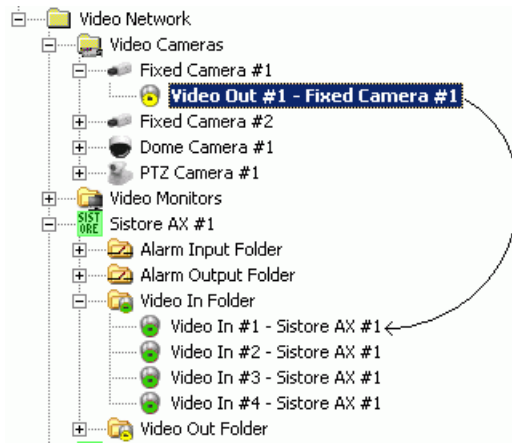 Video Network
Video Cameras
Fixed Camera #1
Video Out #1 - Fixed Camera #1
Fixed Camera #2
Dome Camera #1
PTZ Camera #1
Video Monitors
SIST
ORE
Sistore AX #1
Alarm Input Folder
Alarm Output Folder
Video In Folder
Video In #1 - Sistore AX #1
Video In #2 - Sistore AX #1
Video In #3 - Sistore AX #1
Video In #4 - Sistore AX #1
Video Out Folder